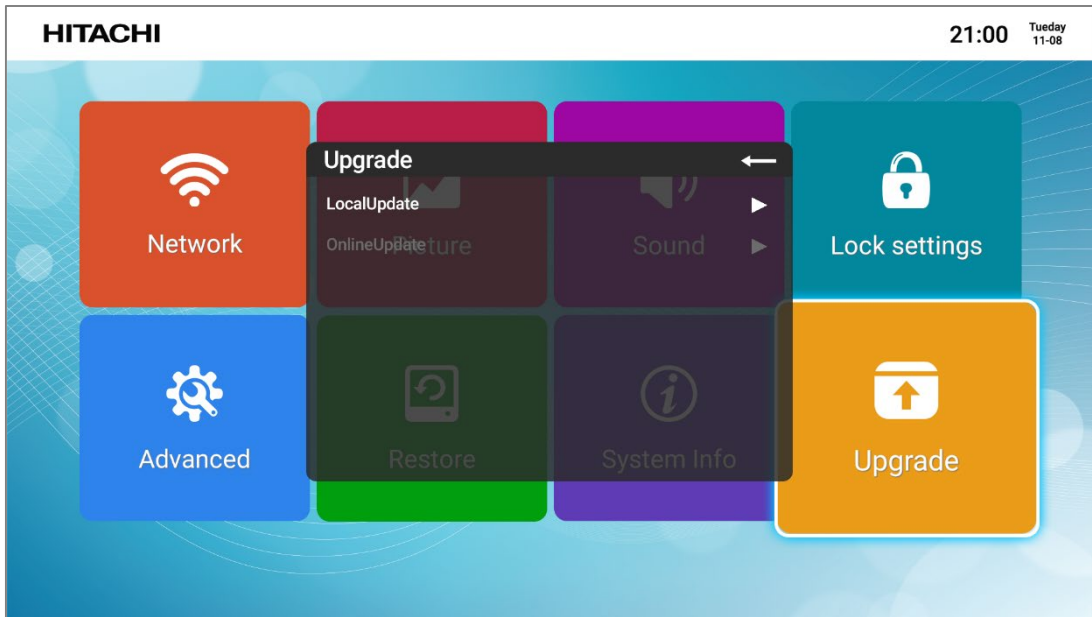 HITACHI
21:00
Tueday
11-08
Upgrade
LocalUpdate
OnlineUpdate
Network
Picture
Sound
Lock settings
Advanced
Restore
System Info
Upgrade